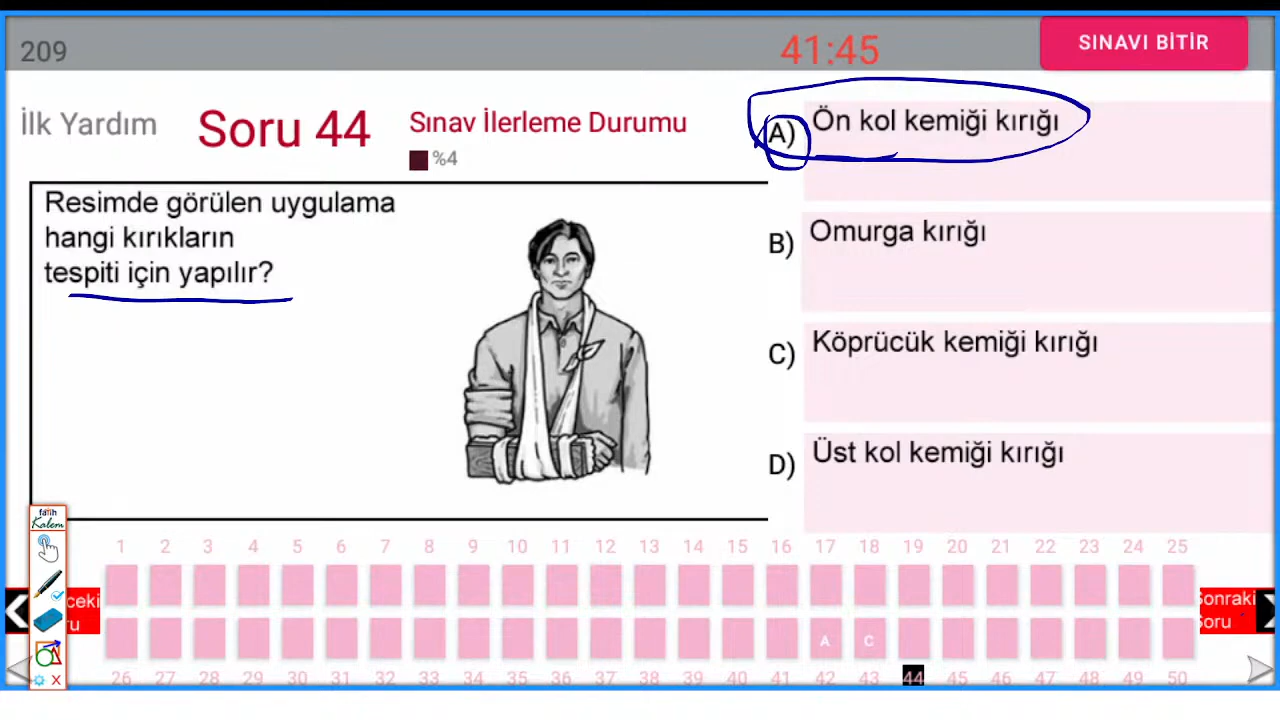 209
41:45
SINAVI BİTİR
İlk Yardım
Soru 44
Sınav İlerleme Durumu
%4
Resimde görülen uygulama
hangi kırıkların
tespiti için yapılır?
A) Ön kol kemiği kırığı
B) Omurga kırığı
C) Köprücük kemiği kırığı
D) Üst kol kemiği kırığı
fatih
Kalem
1 2 3 4 5 6 7 8 9 10 11 12 13 14 15 16 17 18 19 20 21 22 23 24 25
ceki
u
Sonraki
Soru
A C
26 27 28 29 30 31 32 33 34 35 36 37 38 39 40 41 42 43 44 45 46 47 48 49 50